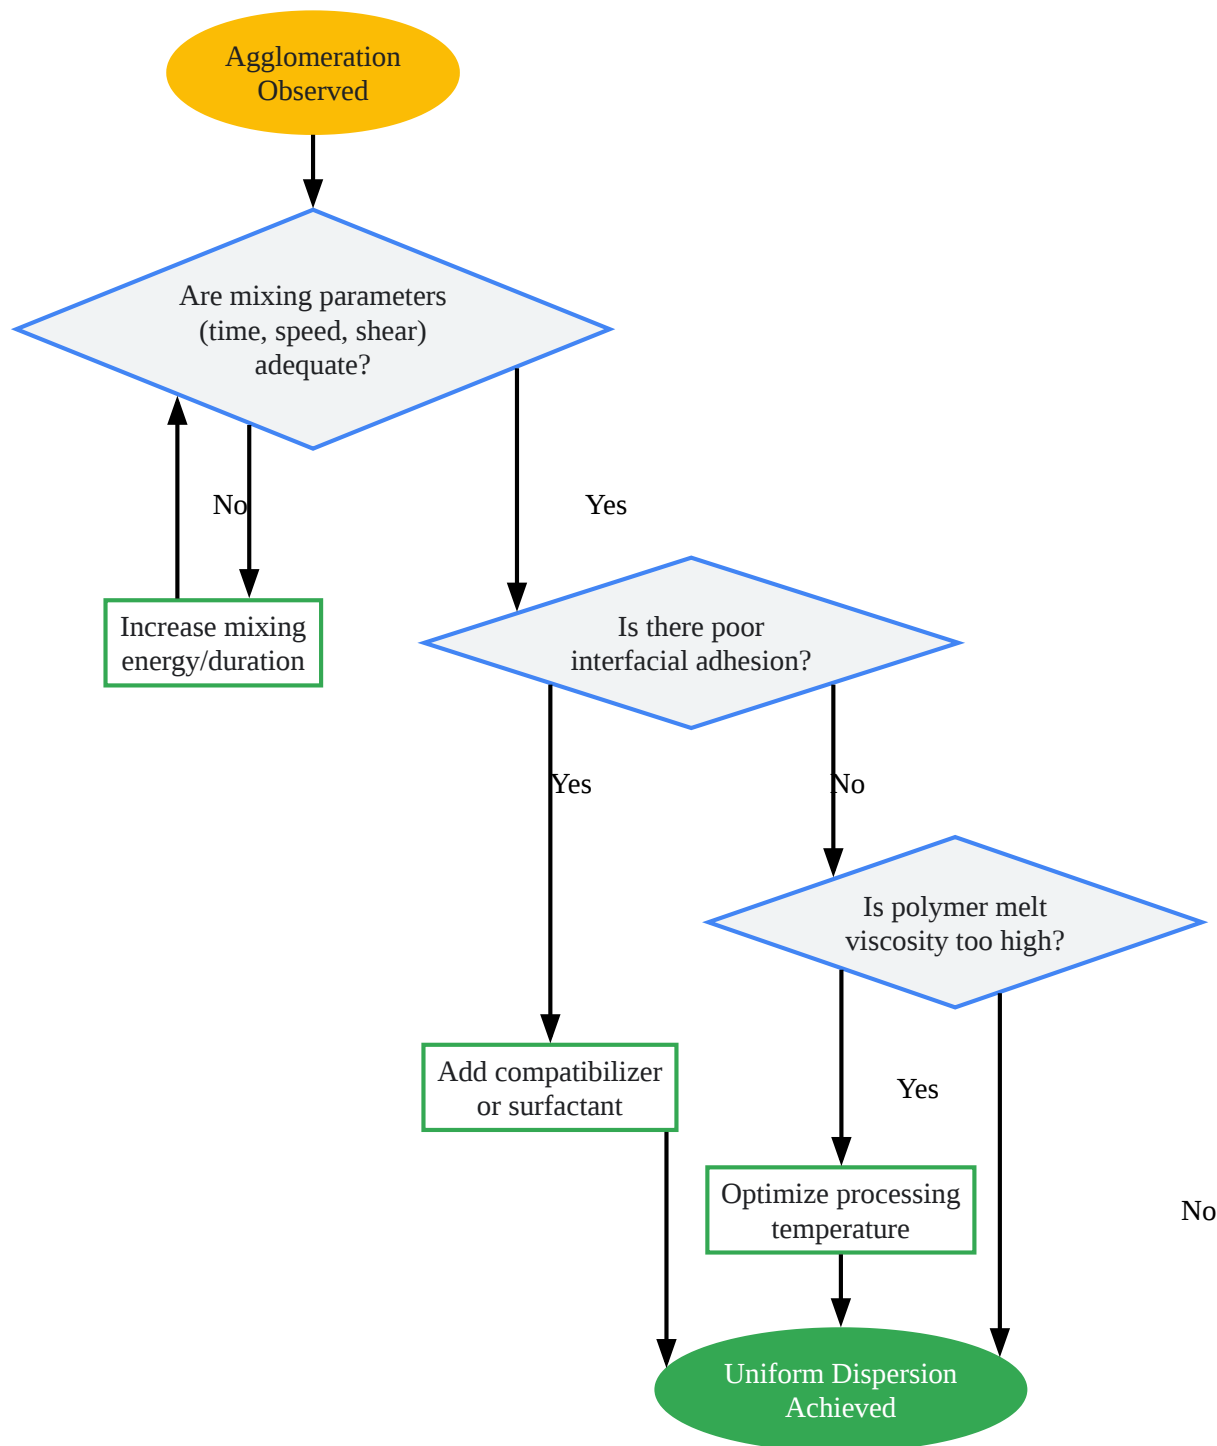 Agglomeration
Observed
Are mixing parameters
(time, speed, shear)
adequate?
No
Yes
Increase mixing
energy/duration
Is there poor
interfacial adhesion?
Yes
No
Is polymer melt
viscosity too high?
Add compatibilizer
or surfactant
Yes
Optimize processing
temperature
No
Uniform Dispersion
Achieved